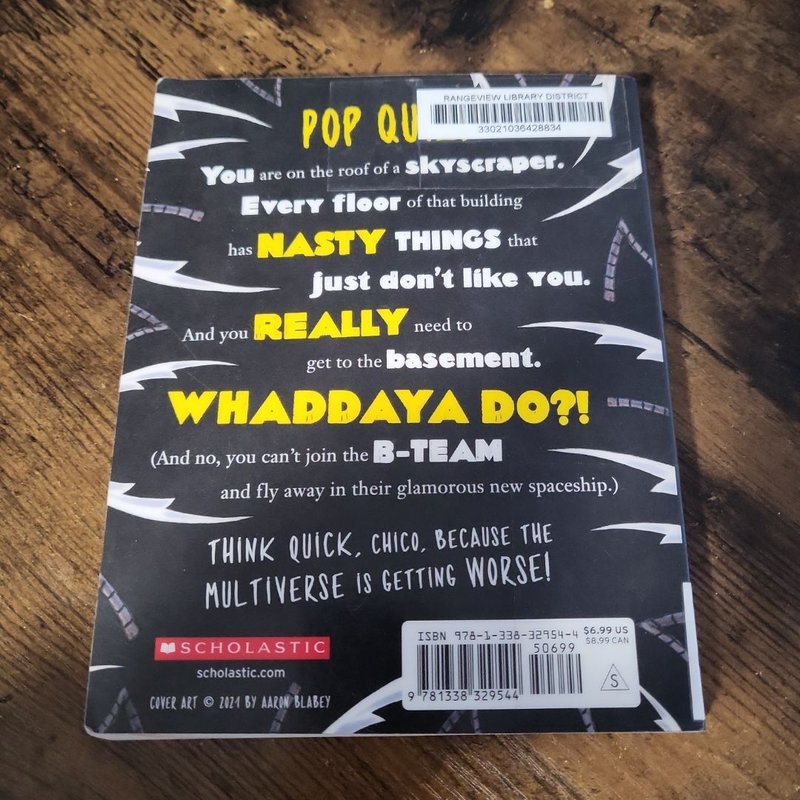 RANGEVIEW LIBRARY DISTRICT
33021036428834
POP
You are on the roof of a skyscraper.
Every floor of that building
has NASTY THINGS that
just don't like you.
And you REALLY need to
get to the basement.
WHADDAYA DO?!
(And no, you can't join the B-TEAM
and fly away in their glamorous new spaceship.)
THINK QUICK, CHICO, BECAUSE THE
MULTIVERSE IS GETTING WORSE!
SCHOLASTIC
scholastic.com
COVER ART © 2021 BY AARON BLABEY
ISBN 978-1-338-32954-4
$6.99 US
$8.99 CAN
50699
9 781338 329544
S